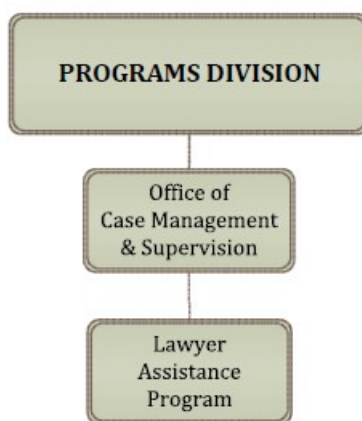 PROGRAMS DIVISION
Office of
Case Management
& Supervision
Lawyer
Assistance
Program